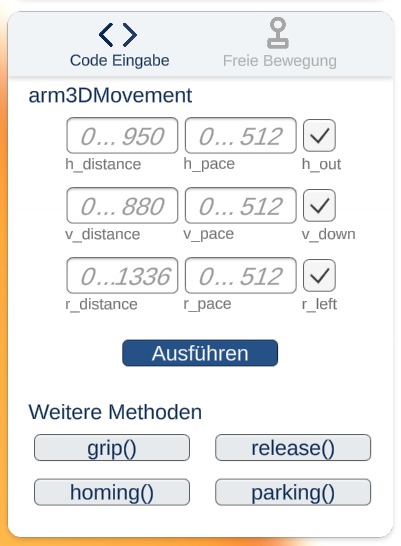 Code Eingabe Freie Bewegung
arm3DMovement
0... 950 0... 512
h_distance h_pace h_out
0... 880 0... 512
v_distance v_pace v_down
0...1336 0... 512
r_distance r_pace r_left
Ausführen
Weitere Methoden
grip() release()
homing() parking()